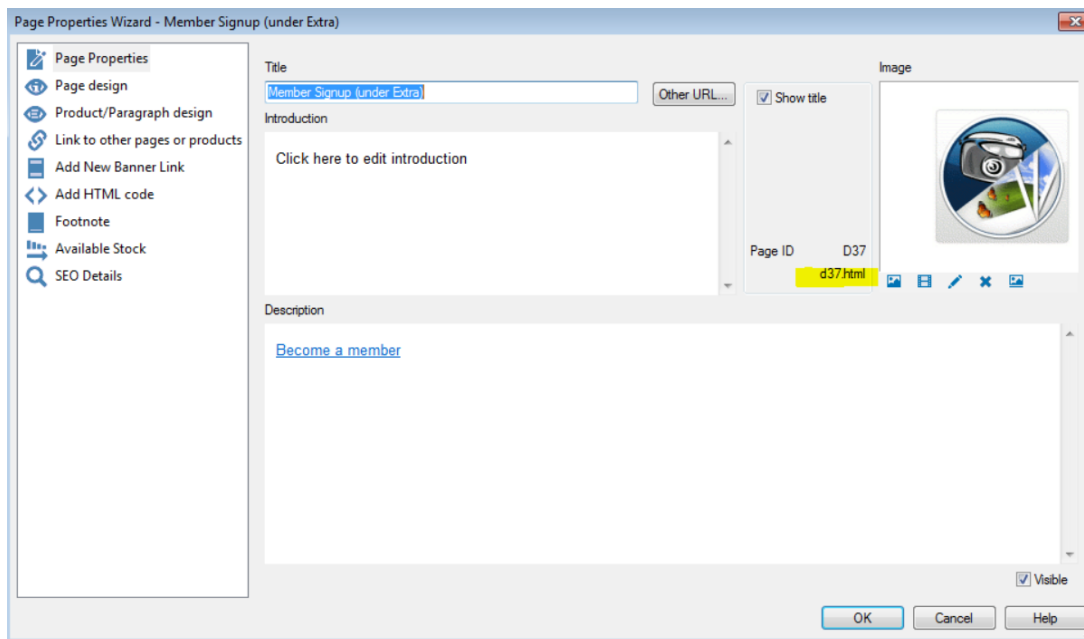 Page Properties Wizard - Member Signup (under Extra)
Page Properties
Page design
Product/Paragraph design
Link to other pages or products
Add New Banner Link
Add HTML code
Footnote
Available Stock
SEO Details
Title
Member Signup (under Extra)
Other URL...
Introduction
Click here to edit introduction
Show title
Page ID D37
d37.html
Image
Description
Become a member
Visible
OK
Cancel
Help